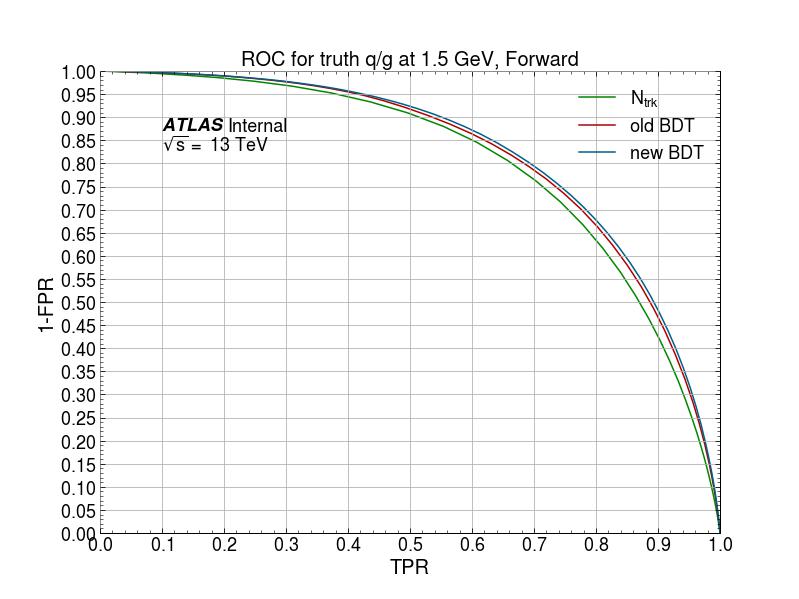 ROC for truth q/g at 1.5 GeV, Forward
1.00
0.95
0.90
0.85
0.80
0.75
0.70
0.65
0.60
0.55
0.50
0.45
0.40
0.35
0.30
0.25
0.20
0.15
0.10
0.05
0.00
1-FPR
ATLAS Internal
√s = 13 TeV
N_trk
old BDT
new BDT
0.0 0.1 0.2 0.3 0.4 0.5 0.6 0.7 0.8 0.9 1.0
TPR